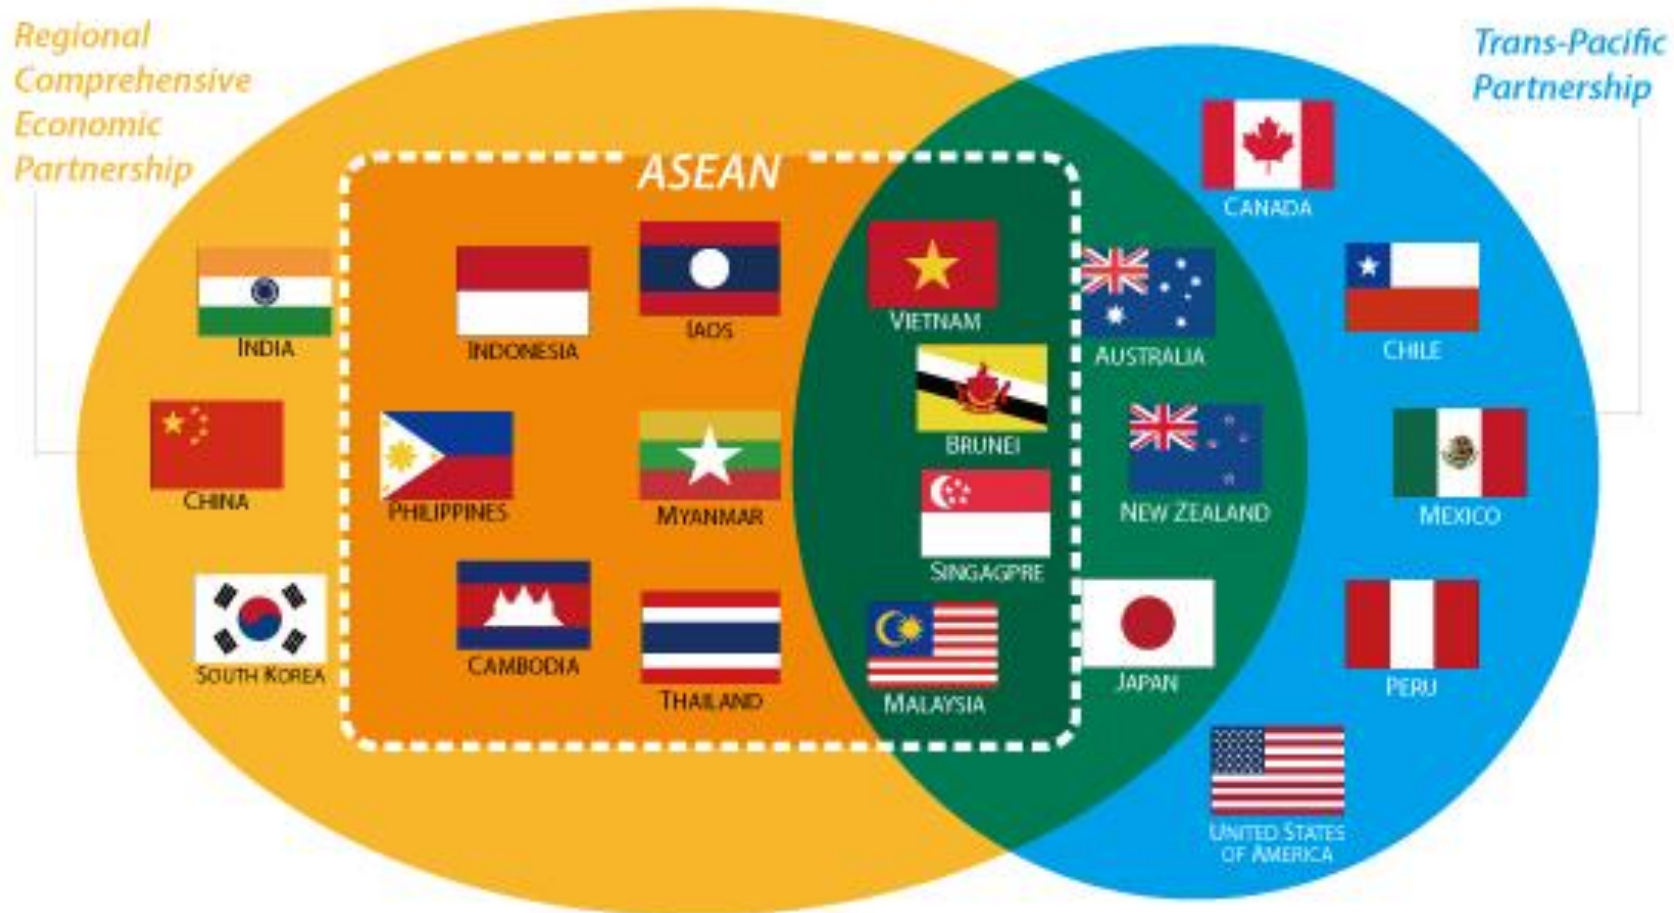 Regional
Comprehensive
Economic
Partnership
Trans-Pacific
Partnership
ASEAN
CANADA
INDIA
INDONESIA
IAOS
VIETNAM
AUSTRALIA
CHILE
BRUNEI
CHINA
PHILIPPINES
MYANMAR
NEW ZEALAND
MEXICO
SINGAGPRE
SOUTH KOREA
CAMBODIA
THAILAND
MALAYSIA
JAPAN
PERU
UNITED STATES
OF AMERICA